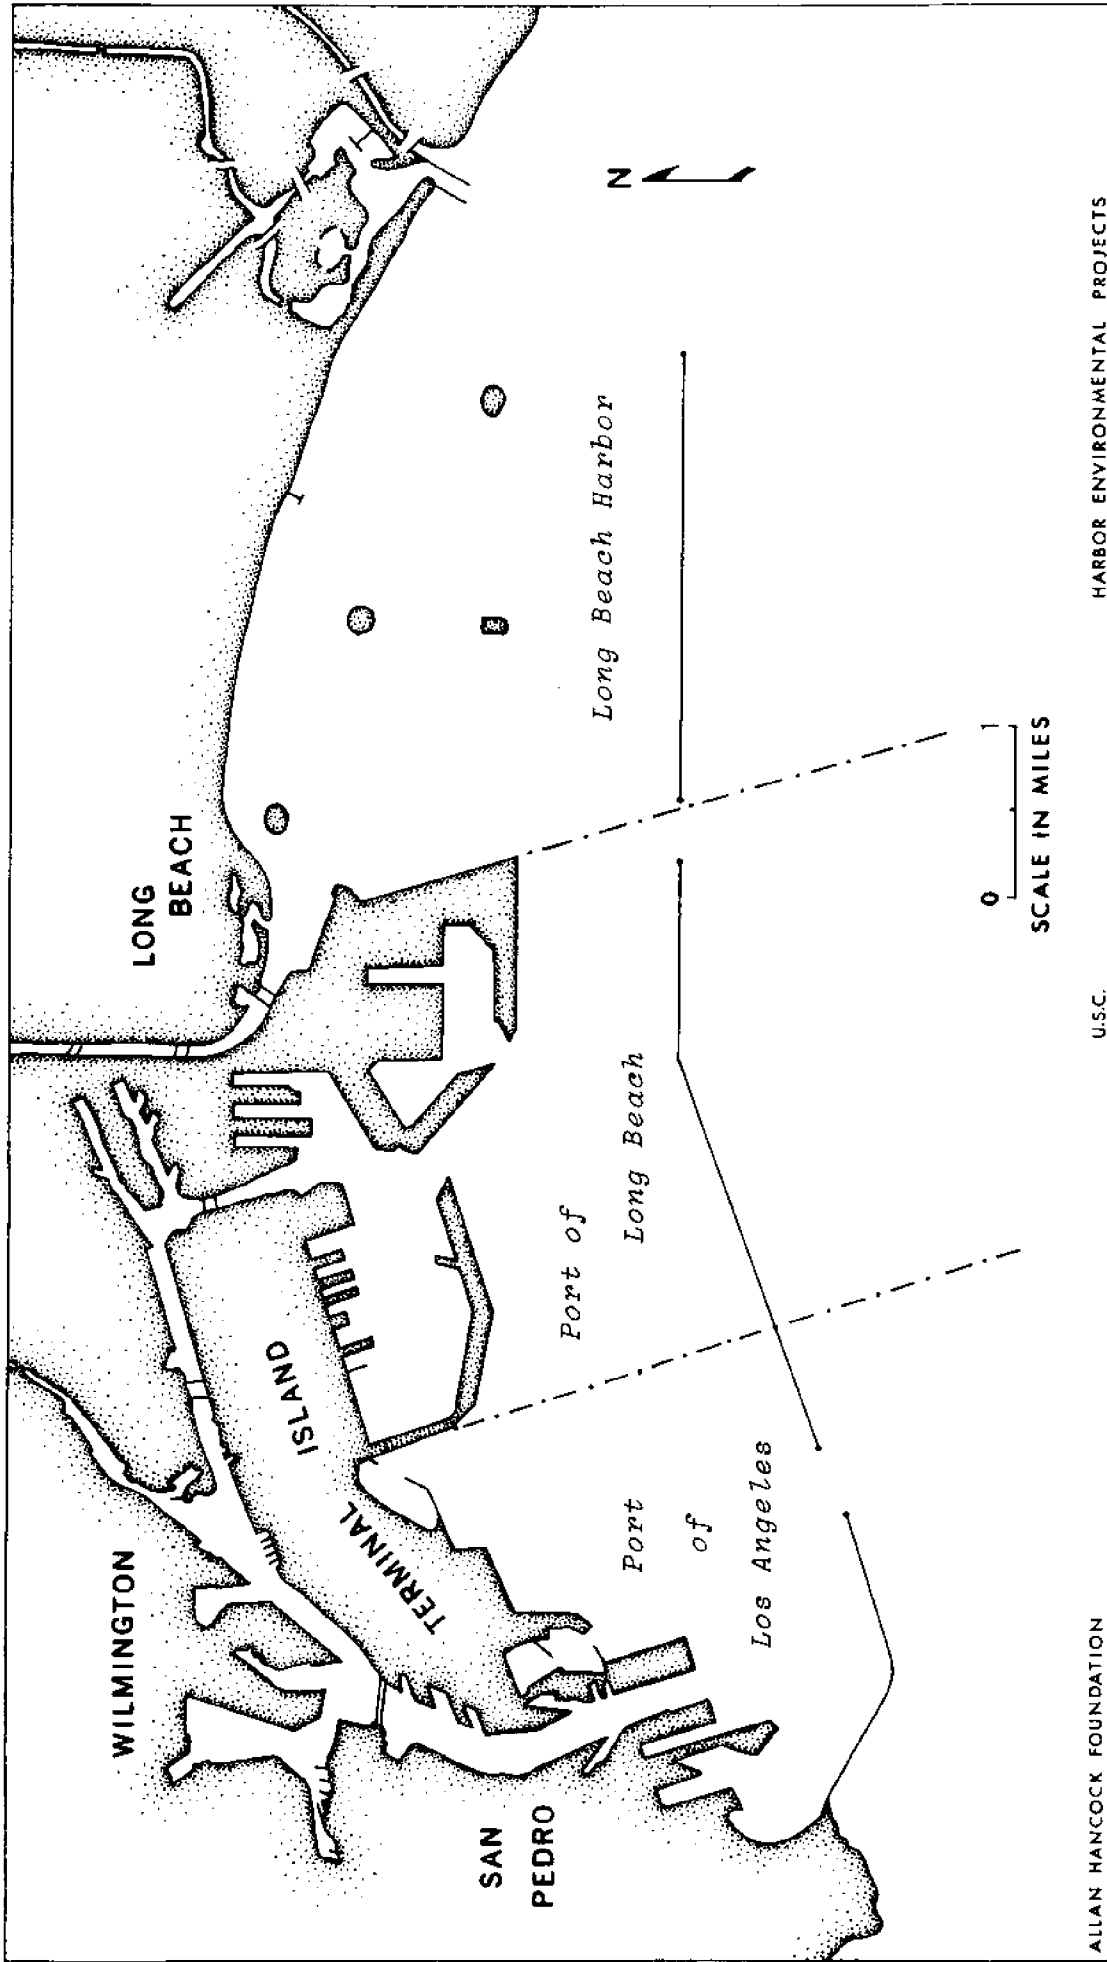 WILMINGTON
LONG
BEACH
TERMINAL
ISLAND
SAN
PEDRO
N
Port
of
Los Angeles
Port of
Long Beach
Long Beach Harbor
0 1
SCALE IN MILES
ALLAN HANCOCK FOUNDATION U.S.C. HARBOR ENVIRONMENTAL PROJECTS